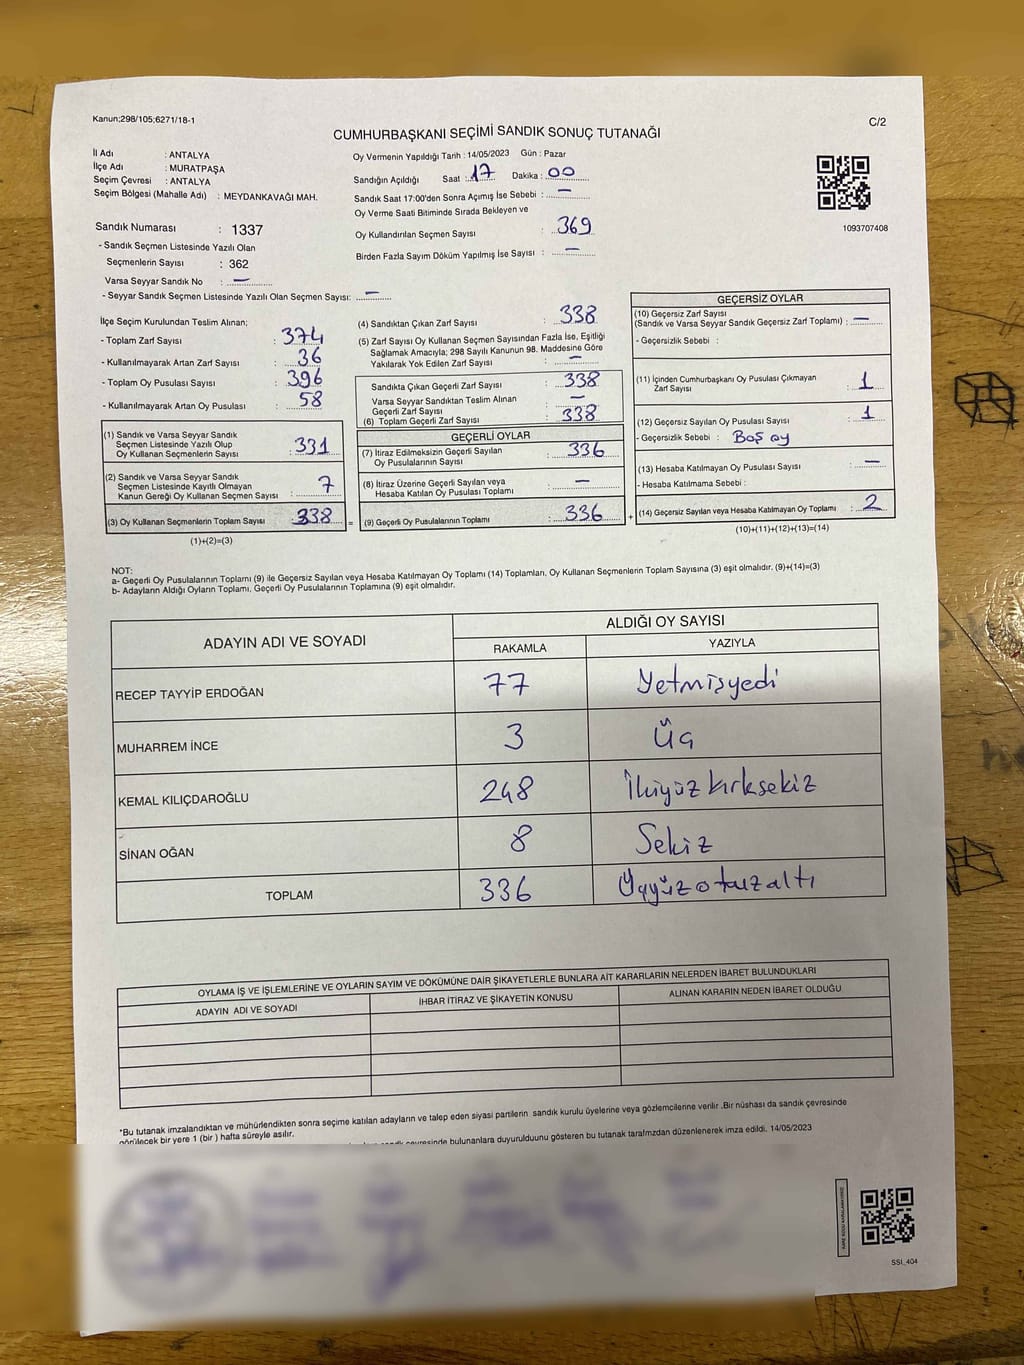 Kanun;298/105;6271/18-1
C/2
CUMHURBAŞKANI SEÇİMİ SANDIK SONUÇ TUTANAĞI
İl Adı : ANTALYA
İlçe Adı : MURATPAŞA
Seçim Çevresi : ANTALYA
Seçim Bölgesi (Mahalle Adı) : MEYDANKAVAĞI MAH.
Oy Vermenin Yapıldığı Tarih : 14/05/2023 Gün : Pazar
Sandığın Açıldığı Saat : 17 Dakika : 00
Sandık Saat 17:00'den Sonra Açımış İse Sebebi : —
Oy Verme Saati Bitiminde Sırada Bekleyen ve
Oy Kullandırılan Seçmen Sayısı : 369
Birden Fazla Sayım Döküm Yapılmış İse Sayısı : —
1093707408
Sandık Numarası : 1337
- Sandık Seçmen Listesinde Yazılı Olan
Seçmenlerin Sayısı : 362
Varsa Seyyar Sandık No : —
- Seyyar Sandık Seçmen Listesinde Yazılı Olan Seçmen Sayısı: —
İlçe Seçim Kurulundan Teslim Alınan;
- Toplam Zarf Sayısı : 374
- Kullanılmayarak Artan Zarf Sayısı : 36
- Toplam Oy Pusulası Sayısı : 396
- Kullanılmayarak Artan Oy Pusulası : 58
(1) Sandık ve Varsa Seyyar Sandık
Seçmen Listesinde Yazılı Olup
Oy Kullanan Seçmenlerin Sayısı : 331
(2) Sandık ve Varsa Seyyar Sandık
Seçmen Listesinde Kayıtlı Olmayan
Kanun Gereği Oy Kullanan Seçmen Sayısı : 7
(3) Oy Kullanan Seçmenlerin Toplam Sayısı : 338
(1)+(2)=(3)
(4) Sandıktan Çıkan Zarf Sayısı : 338
(5) Zarf Sayısı Oy Kullanan Seçmen Sayısından Fazla İse, Eşitliği
Sağlamak Amacıyla; 298 Sayılı Kanunun 98. Maddesine Göre
Yakılarak Yok Edilen Zarf Sayısı : —
Sandıkta Çıkan Geçerli Zarf Sayısı : 338
Varsa Seyyar Sandıktan Teslim Alınan
Geçerli Zarf Sayısı : —
(6) Toplam Geçerli Zarf Sayısı : 338
GEÇERLİ OYLAR
(7) İtiraz Edilmeksizin Geçerli Sayılan
Oy Pusulalarının Sayısı : 336
(8) İtiraz Üzerine Geçerli Sayılan veya
Hesaba Katılan Oy Pusulası Toplamı : —
= (9) Geçerli Oy Pusulalarının Toplamı : 336 +
GEÇERSİZ OYLAR
(10) Geçersiz Zarf Sayısı
(Sandık ve Varsa Seyyar Sandık Geçersiz Zarf Toplamı) : —
- Geçersizlik Sebebi :
(11) İçinden Cumhurbaşkanı Oy Pusulası Çıkmayan
Zarf Sayısı : 1
(12) Geçersiz Sayılan Oy Pusulası Sayısı : 1
- Geçersizlik Sebebi : Boş oy
(13) Hesaba Katılmayan Oy Pusulası Sayısı : —
- Hesaba Katılmama Sebebi :
(14) Geçersiz Sayılan veya Hesaba Katılmayan Oy Toplamı : 2
(10)+(11)+(12)+(13)=(14)
NOT:
a- Geçerli Oy Pusulalarının Toplamı (9) ile Geçersiz Sayılan veya Hesaba Katılmayan Oy Toplamı (14) Toplamları, Oy Kullanan Seçmenlerin Toplam Sayısına (3) eşit olmalıdır. (9)+(14)=(3)
b- Adayların Aldığı Oyların Toplamı, Geçerli Oy Pusulalarının Toplamına (9) eşit olmalıdır.
ADAYIN ADI VE SOYADI ALDIĞI OY SAYISI
RAKAMLA YAZIYLA
RECEP TAYYİP ERDOĞAN 77 Yetmişyedi
MUHARREM İNCE 3 Üç
KEMAL KILIÇDAROĞLU 248 İkiyüzkırksekiz
SİNAN OĞAN 8 Sekiz
TOPLAM 336 Üçyüzotuzaltı
OYLAMA İŞ VE İŞLEMLERİNE VE OYLARIN SAYIM VE DÖKÜMÜNE DAİR ŞİKAYETLERLE BUNLARA AİT KARARLARIN NELERDEN İBARET BULUNDUKLARI
ADAYIN ADI VE SOYADI İHBAR İTİRAZ VE ŞİKAYETİN KONUSU ALINAN KARARIN NEDEN İBARET OLDUĞU
*Bu tutanak imzalandıktan ve mühürlendikten sonra seçime katılan adayların ve talep eden siyasi partilerin sandık kurulu üyelerine veya gözlemcilerine verilir .Bir nüshası da sandık çevresinde
görülecek bir yere 1 (bir ) hafta süreyle asılır.
sandık çevresinde bulunanlara duyurulduunu gösteren bu tutanak tarafmzdan düzenlenerek imza edildi. 14/05/2023
SSI_404